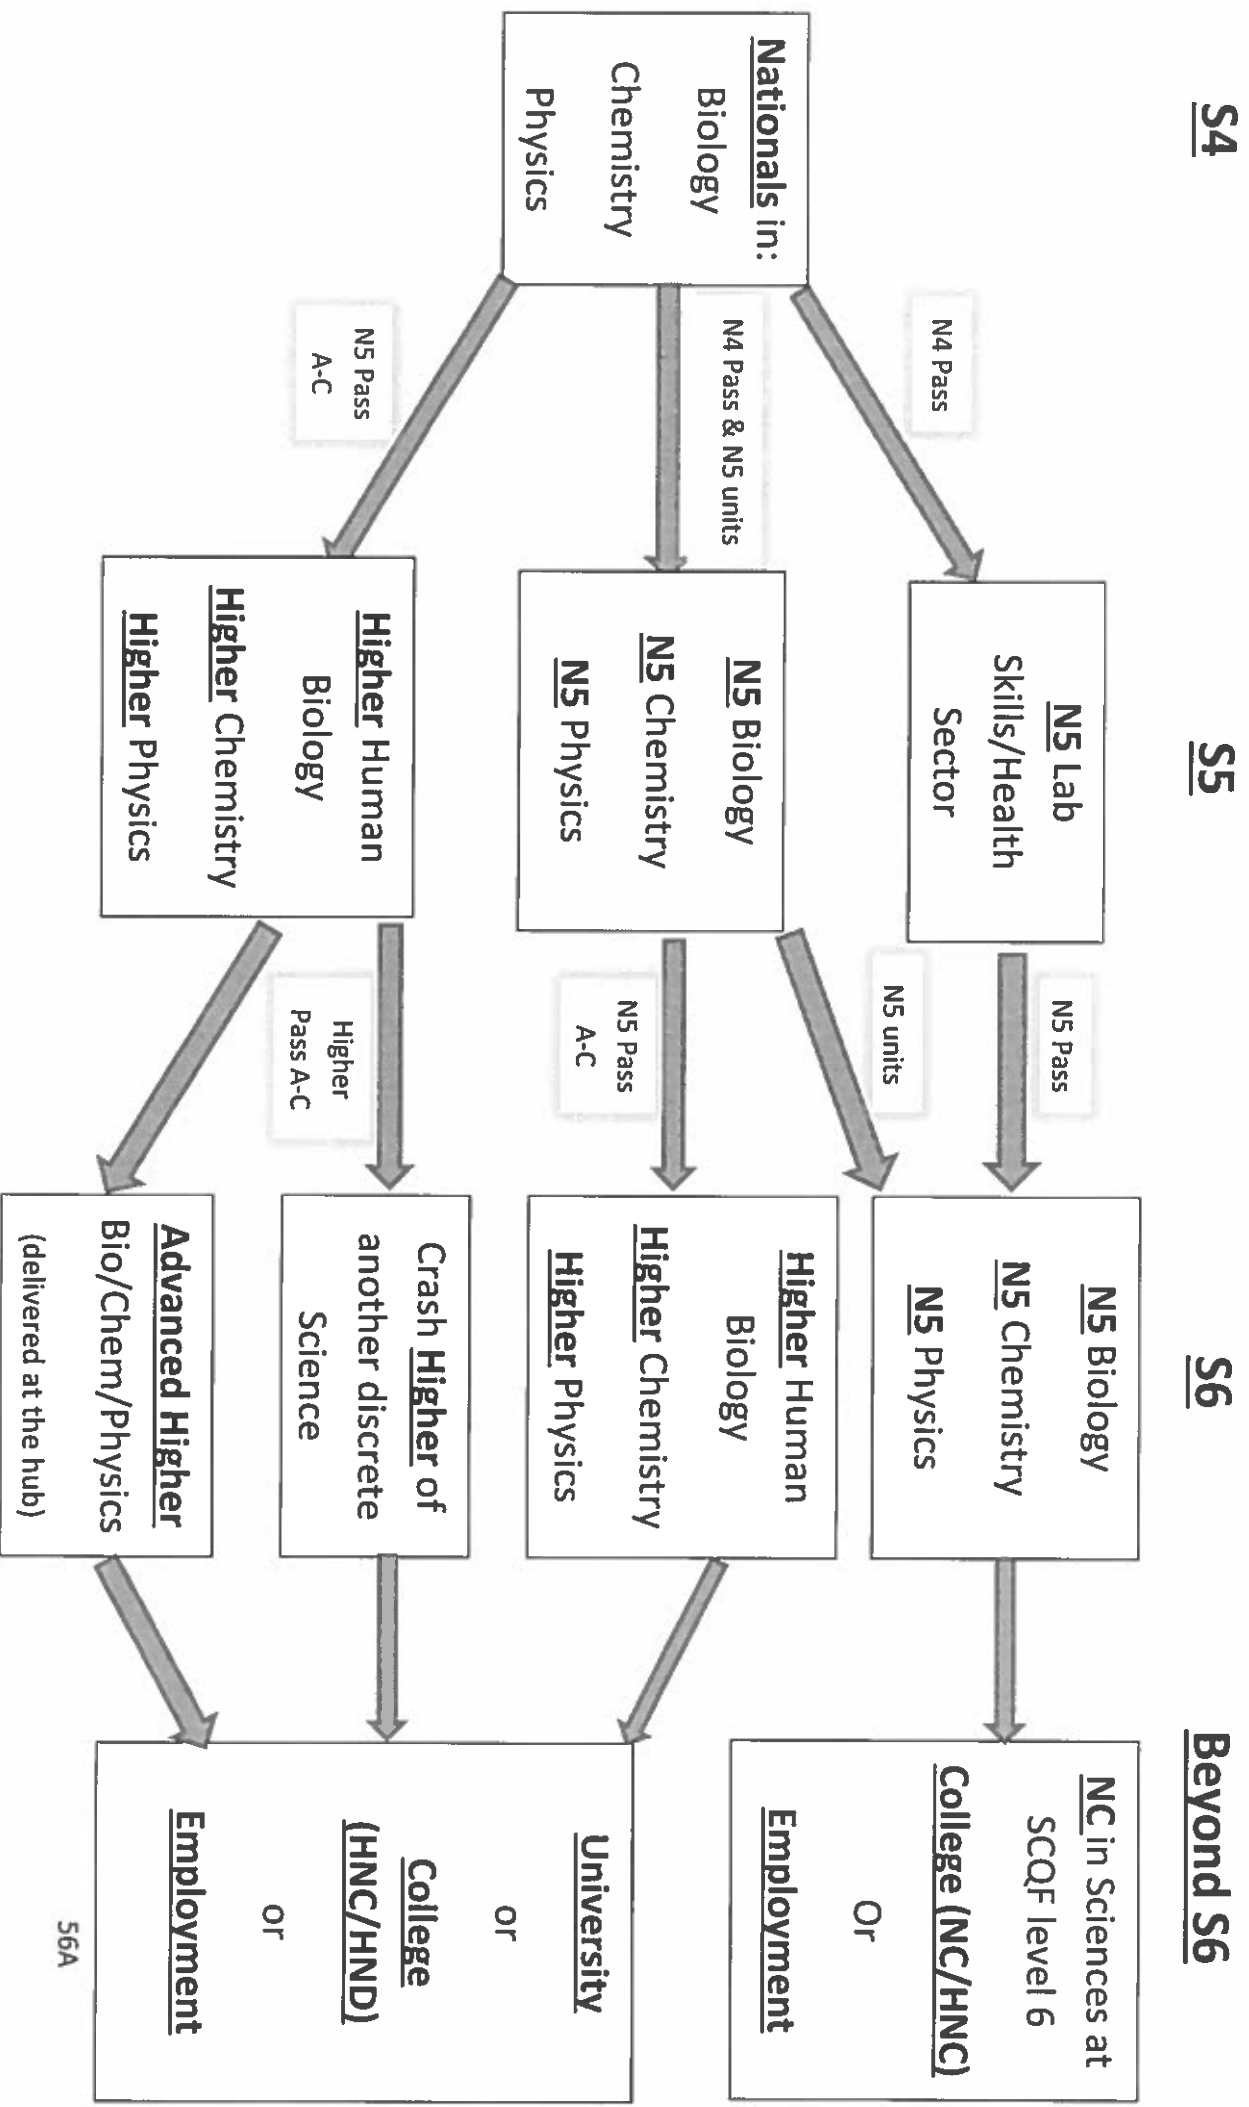 S4
S5
S6
Beyond S6
Nationals in:
Biology
Chemistry
Physics
N4 Pass
N4 Pass & N5 units
N5 Pass
A-C
N5 Lab
Skills/Health
Sector
N5 Biology
N5 Chemistry
N5 Physics
Higher Human
Biology
Higher Chemistry
Higher Physics
N5 Pass
N5 units
N5 Pass
A-C
Higher
Pass A-C
N5 Biology
N5 Chemistry
N5 Physics
Higher Human
Biology
Higher Chemistry
Higher Physics
Crash Higher of
another discrete
Science
Advanced Higher
Bio/Chem/Physics
(delivered at the hub)
NC in Sciences at
SCQF level 6
College (NC/HNC)
Or
Employment
University
or
College
(HNC/HND)
or
Employment
56A